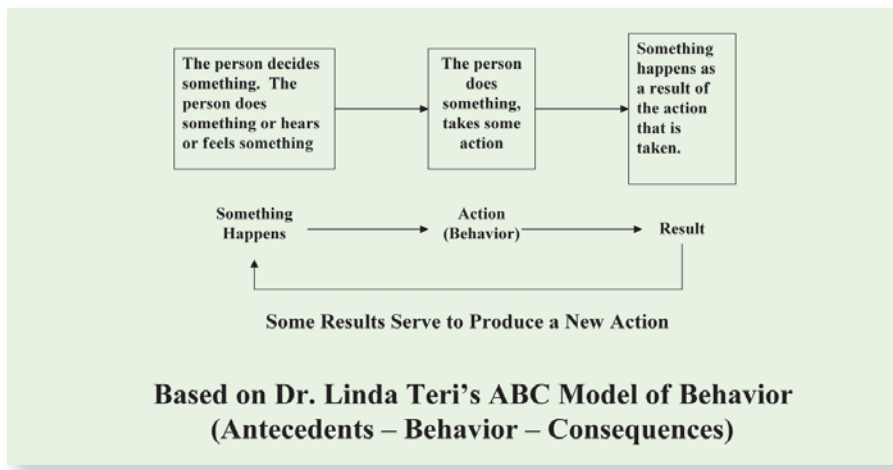 The person decides
something. The
person does
something or hears
or feels something
The person
does
something,
takes some
action
Something
happens as
a result of
the action
that is
taken.
Something
Happens
Action
(Behavior)
Result
Some Results Serve to Produce a New Action
Based on Dr. Linda Teri's ABC Model of Behavior
(Antecedents – Behavior – Consequences)